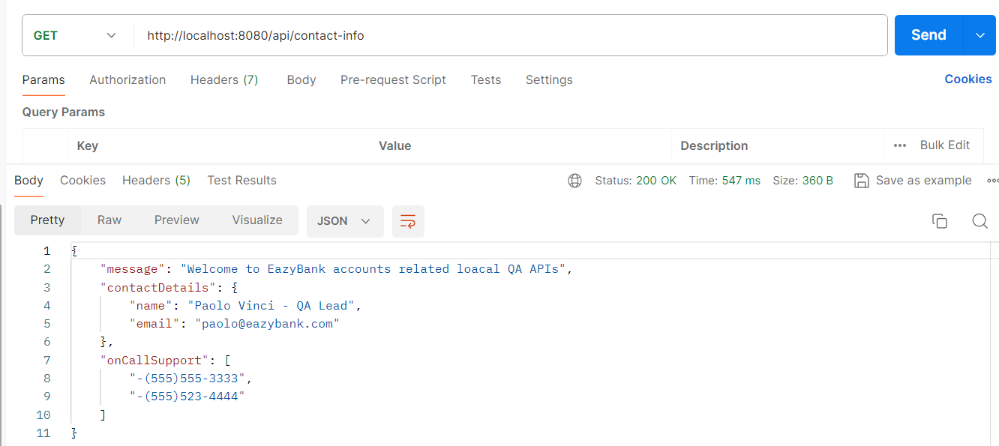 GET http://localhost:8080/api/contact-info Send
Params Authorization Headers (7) Body Pre-request Script Tests Settings Cookies
Query Params
Key Value Description Bulk Edit
Body Cookies Headers (5) Test Results Status: 200 OK Time: 547 ms Size: 360 B Save as example
Pretty Raw Preview Visualize JSON
1 {
2 "message": "Welcome to EazyBank accounts related loacal QA APIs",
3 "contactDetails": {
4 "name": "Paolo Vinci - QA Lead",
5 "email": "paolo@eazybank.com"
6 },
7 "onCallSupport": [
8 "-(555)555-3333",
9 "-(555)523-4444"
10 ]
11 }